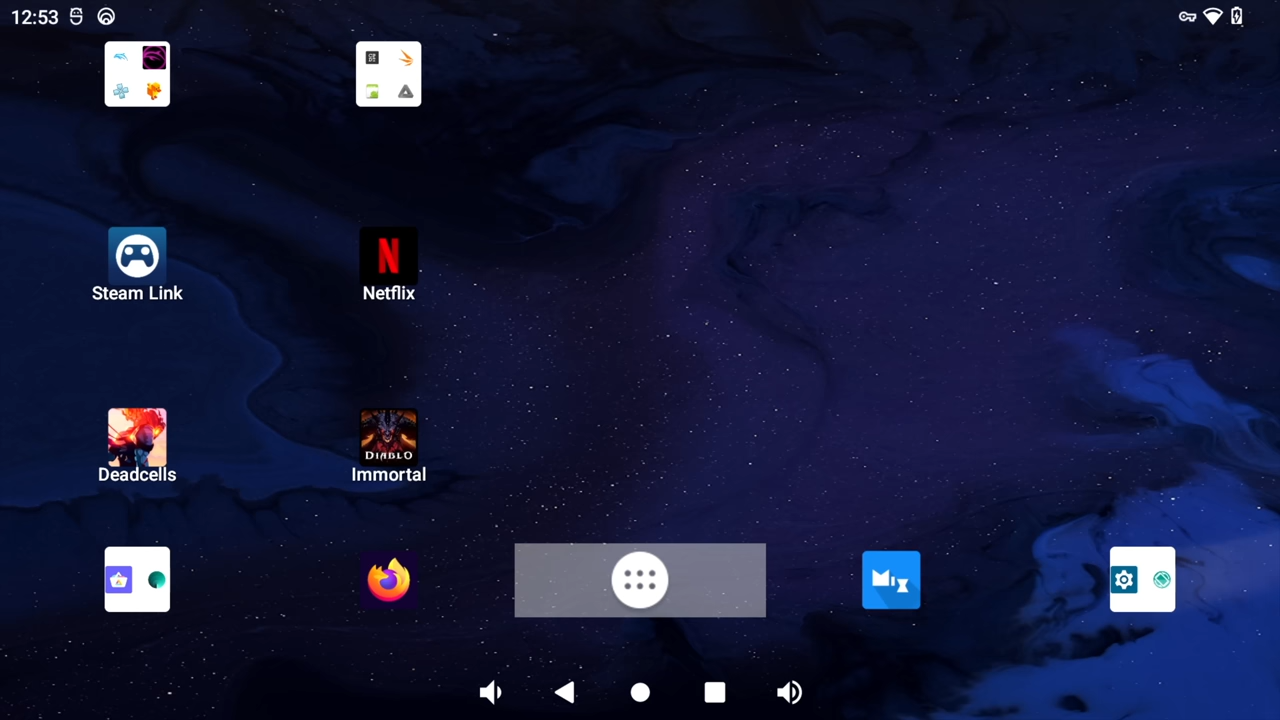 12:53
Steam Link
N
Netflix
Deadcells
DIABLO
Immortal